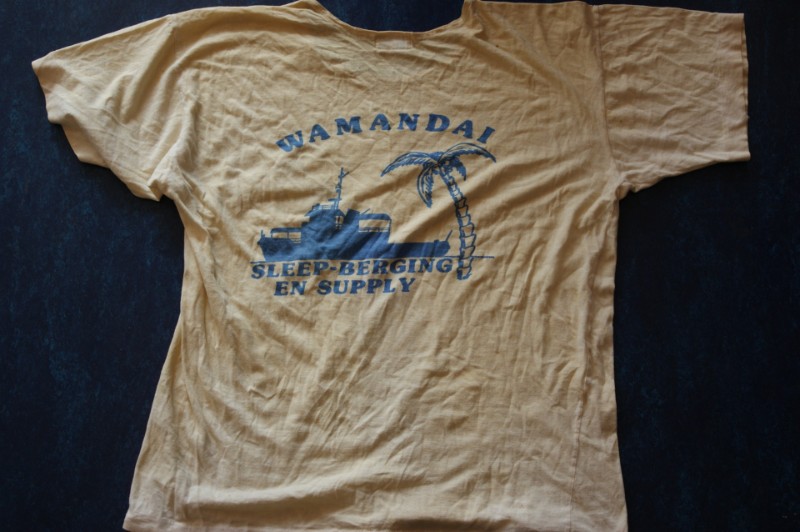 WAMANDAI
SLEEP-BERGING
EN SUPPLY